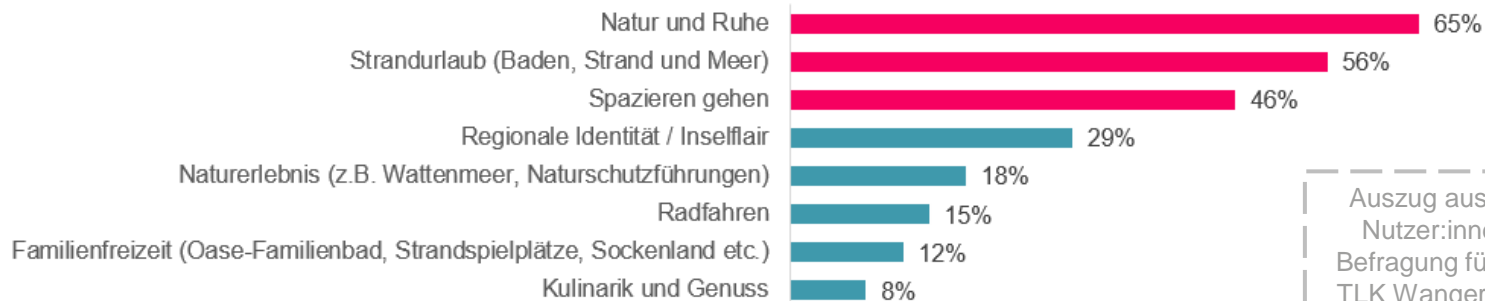 Natur und Ruhe 65%
Strandurlaub (Baden, Strand und Meer) 56%
Spazieren gehen 46%
Regionale Identität / Inselflair 29%
Naturerlebnis (z.B. Wattenmeer, Naturschutzführungen) 18%
Radfahren 15%
Familienfreizeit (Oase-Familienbad, Strandspielplätze, Sockenland etc.) 12%
Kulinarik und Genuss 8%
Auszug aus
Befragung
TLK